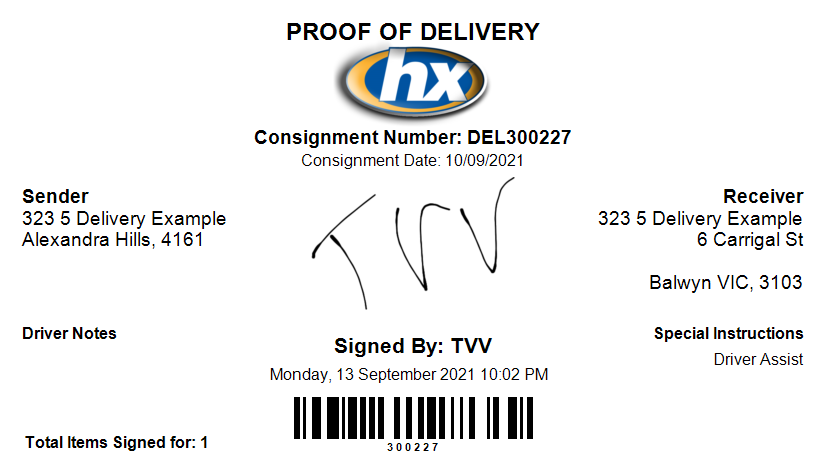 PROOF OF DELIVERY
hx
Consignment Number: DEL300227
Consignment Date: 10/09/2021
Sender
323 5 Delivery Example
Alexandra Hills, 4161
TVV
Receiver
323 5 Delivery Example
6 Carrigal St
Balwyn VIC, 3103
Driver Notes
Signed By: TVV
Monday, 13 September 2021 10:02 PM
Special Instructions
Driver Assist
300227
Total Items Signed for: 1